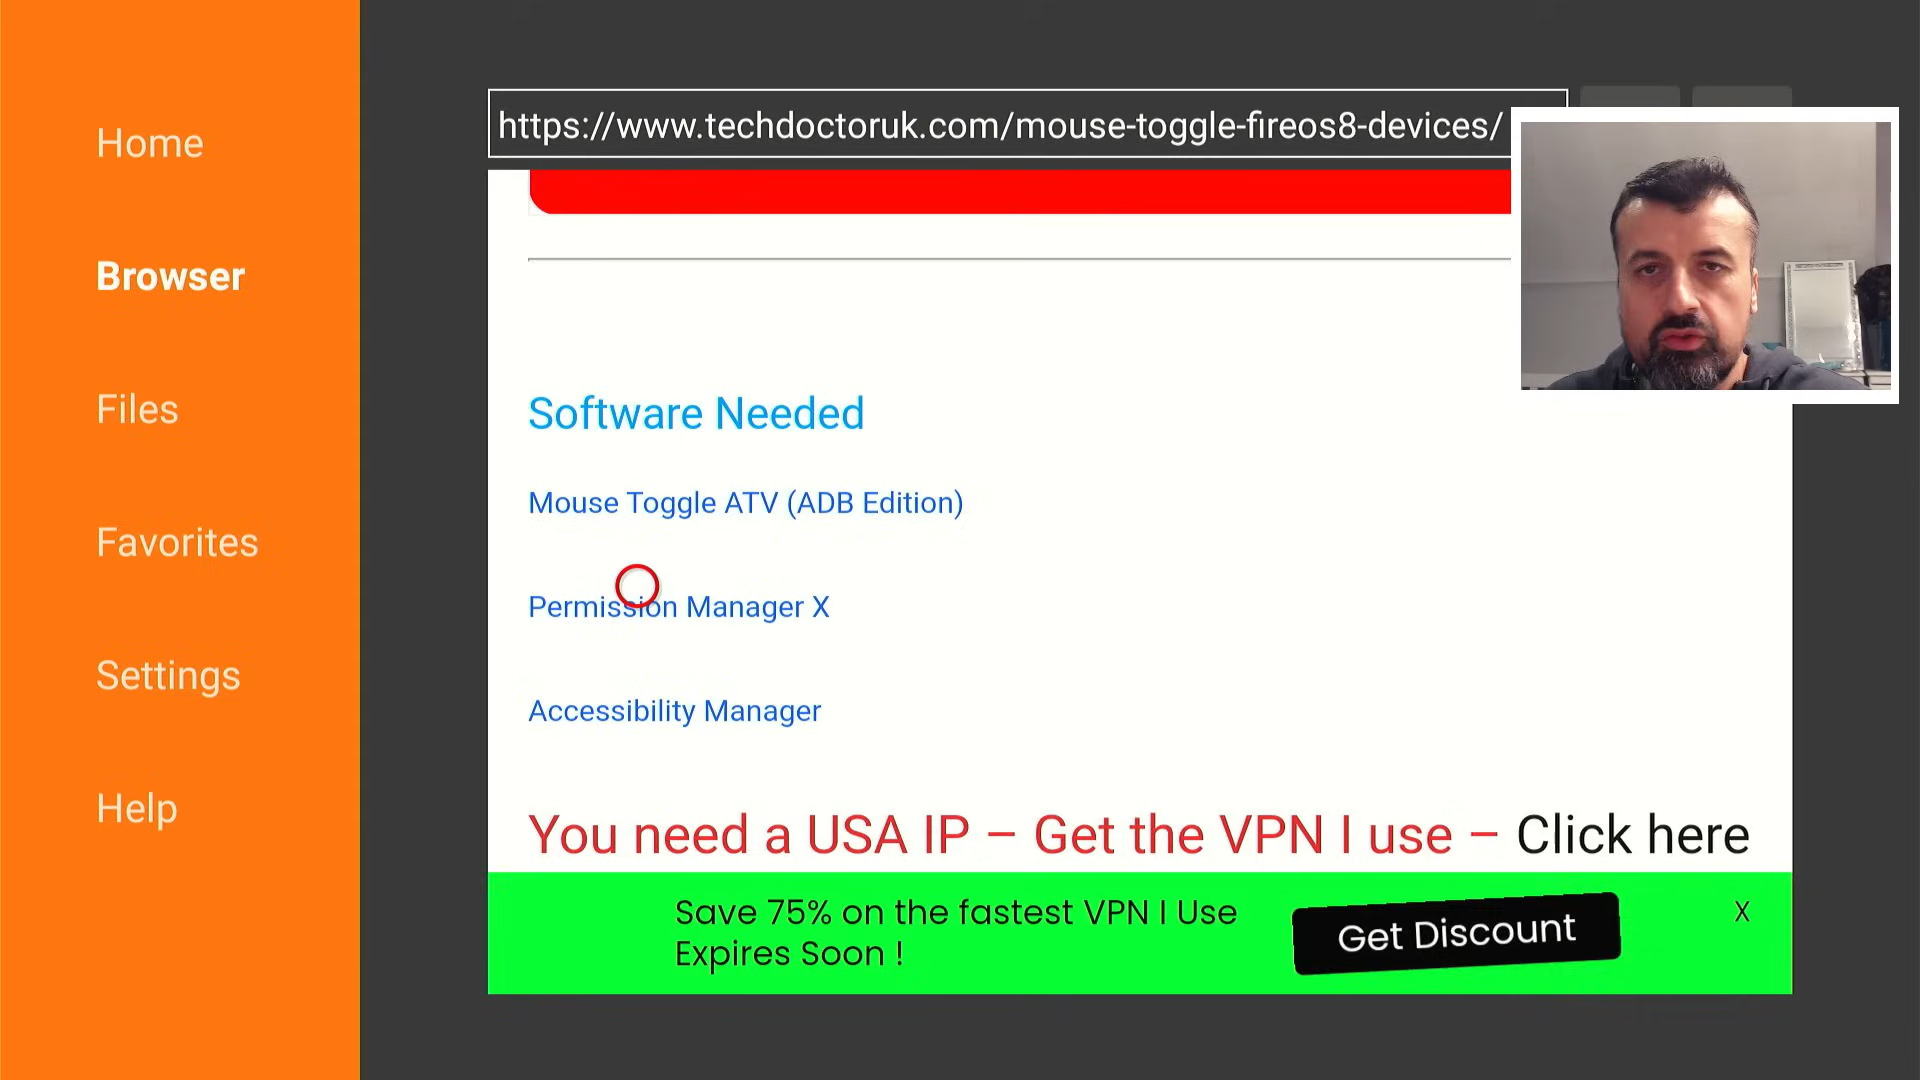 Home
Browser
Files
Favorites
Settings
Help
https://www.techdoctoruk.com/mouse-toggle-fireos8-devices/
Software Needed
Mouse Toggle ATV (ADB Edition)
Permission Manager X
Accessibility Manager
You need a USA IP – Get the VPN I use – Click here
Save 75% on the fastest VPN I Use
Expires Soon !
Get Discount
X